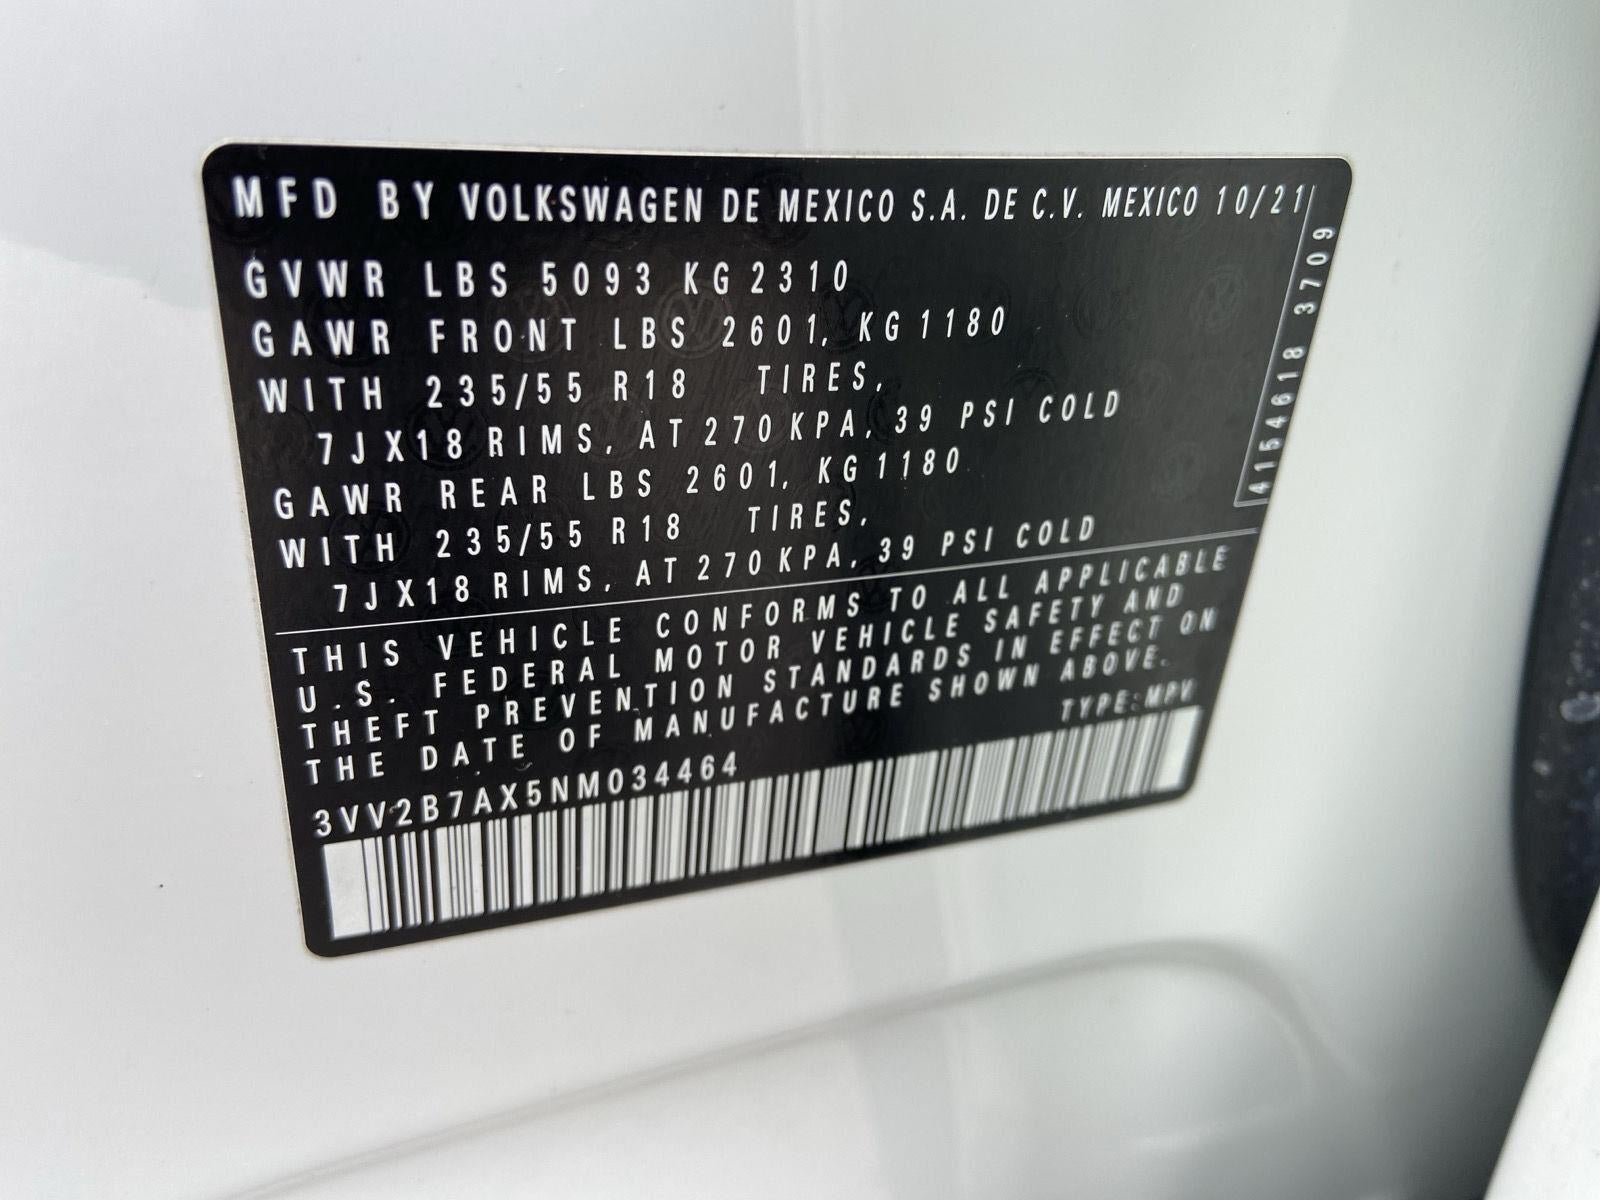 MFD BY VOLKSWAGEN DE MEXICO S.A. DE C.V. MEXICO 10/21
GVWR LBS 5093 KG 2310
GAWR FRONT LBS 2601, KG 1180
WITH 235/55 R18 TIRES,
7JX18 RIMS, AT 270 KPA, 39 PSI COLD
GAWR REAR LBS 2601, KG 1180
WITH 235/55 R18 TIRES,
7JX18 RIMS, AT 270 KPA, 39 PSI COLD
4154618 3709
THIS VEHICLE CONFORMS TO ALL APPLICABLE
U.S. FEDERAL MOTOR VEHICLE SAFETY AND
THEFT PREVENTION STANDARDS IN EFFECT ON
THE DATE OF MANUFACTURE SHOWN ABOVE.
TYPE:MPV
3VV2B7AX5NM034464